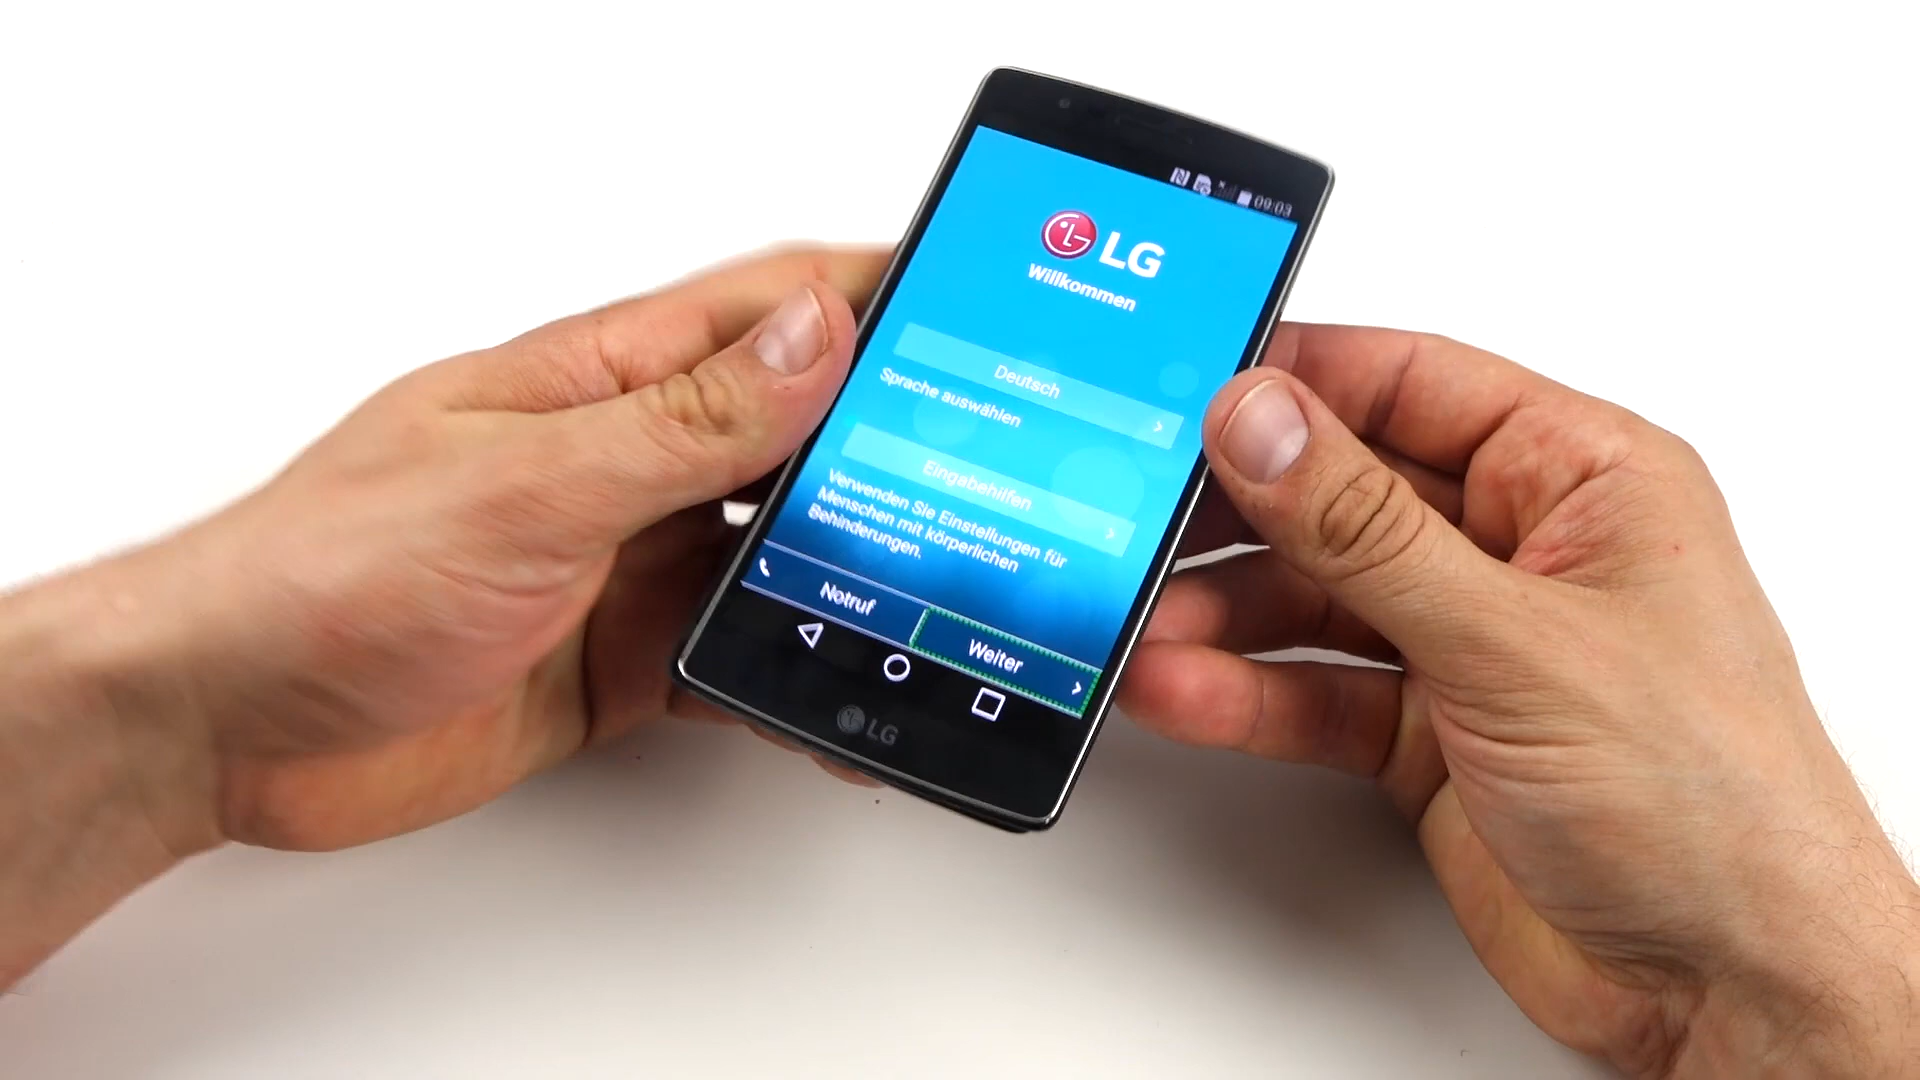 09:03
LG
Willkommen
Deutsch
Sprache auswählen
Eingabehilfen
Verwenden Sie Einstellungen für
Menschen mit körperlichen
Behinderungen.
Notruf
Weiter
LG